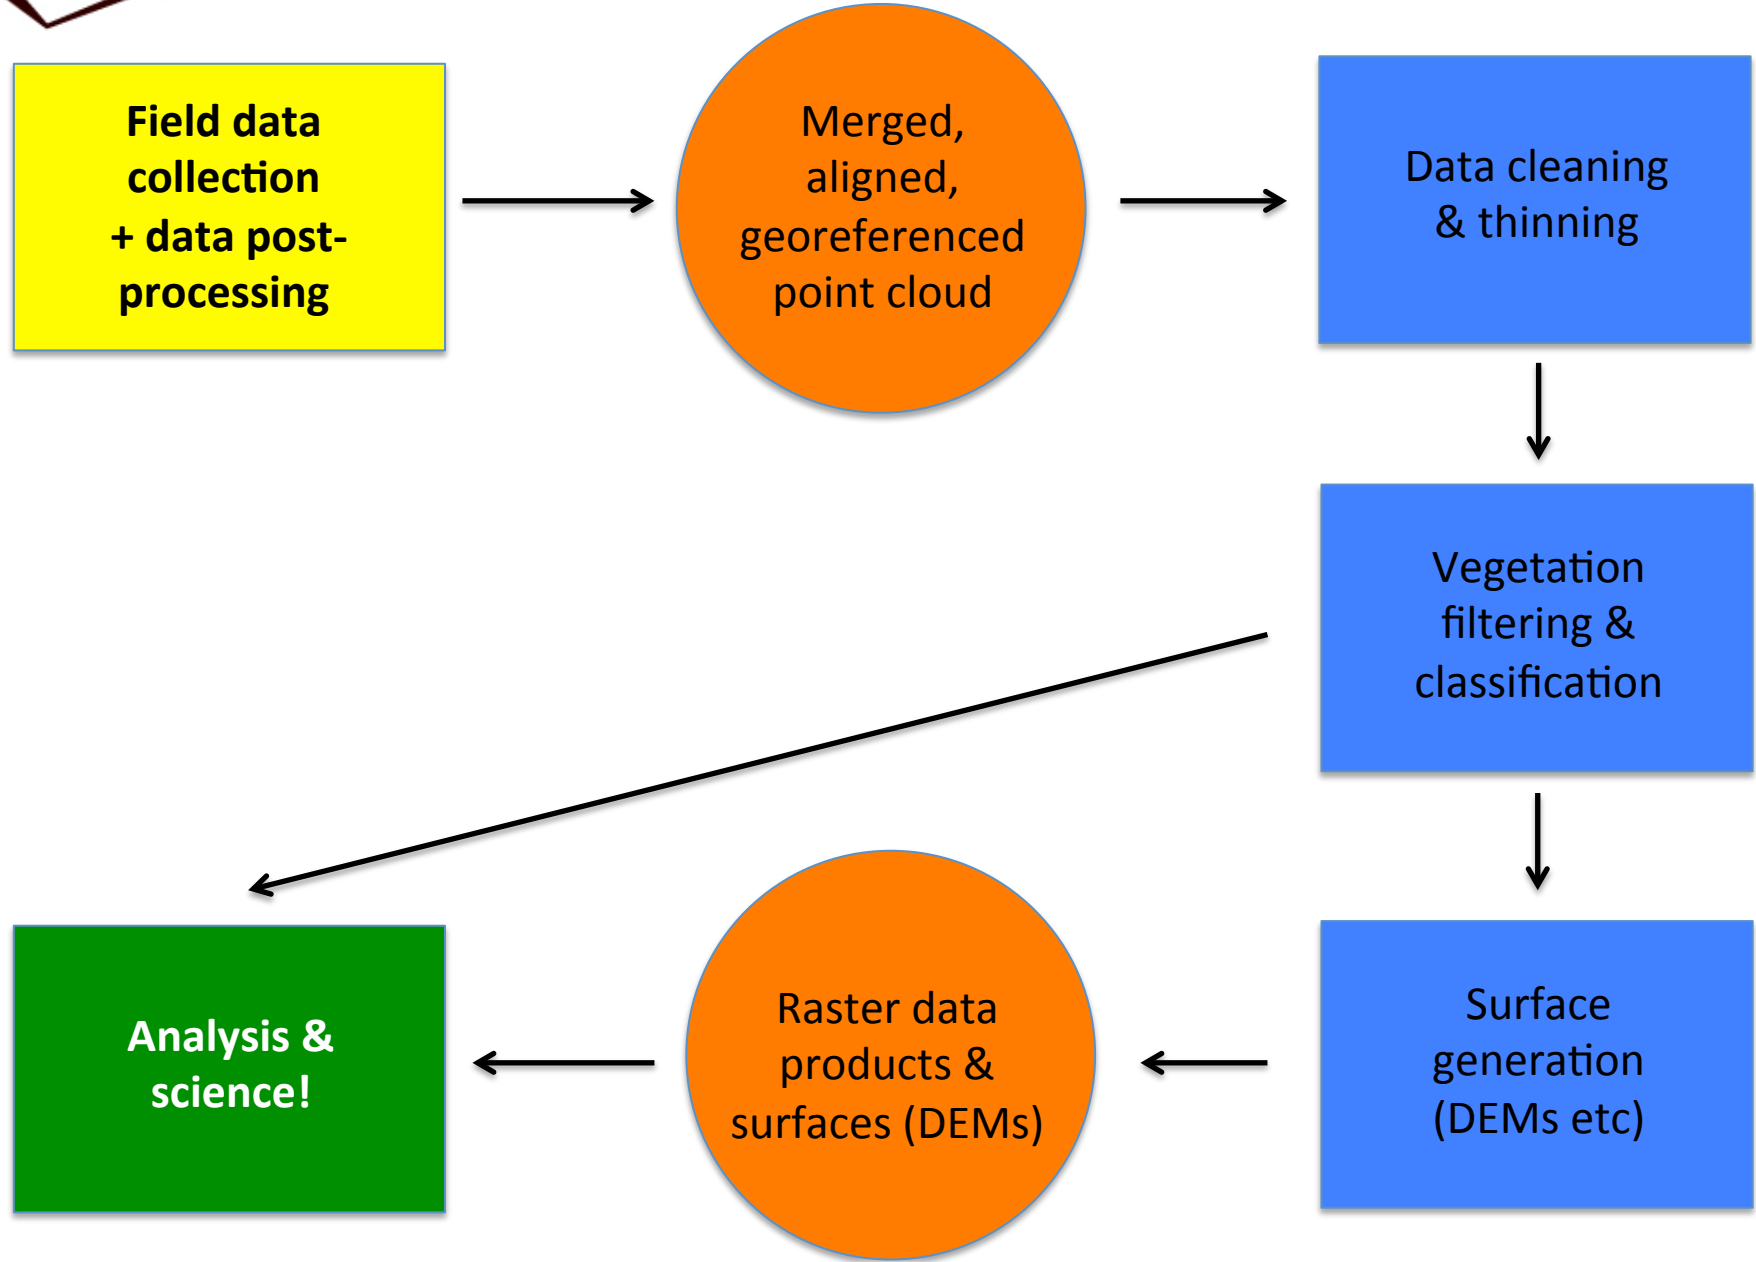 Field data
collection
+ data post-
processing
Merged,
aligned,
georeferenced
point cloud
Data cleaning
& thinning
Vegetation
filtering &
classification
Surface
generation
(DEMs etc)
Raster data
products &
surfaces (DEMs)
Analysis &
science!